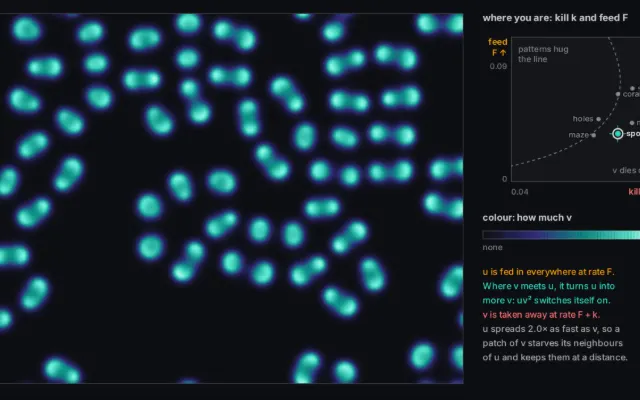 where you are: kill k and feed F
feed
F ↑
patterns hug
the line
0.09
holes
maze
v dies
0
0.04
colour: how much v
none
u is fed in everywhere at rate F.
Where v meets u, it turns u into
more v: uv² switches itself on.
v is taken away at rate F + k.
u spreads 2.0× as fast as v, so a
patch of v starves its neighbours
of u and keeps them at a distance.